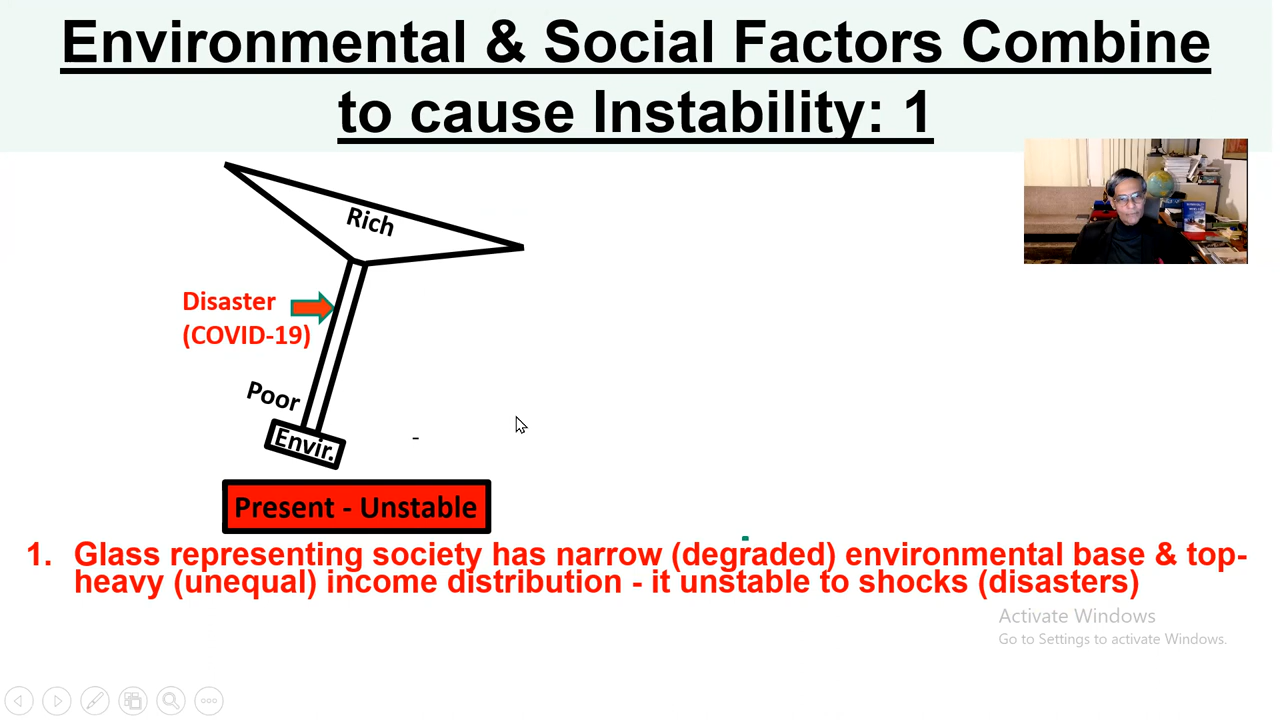 Environmental & Social Factors Combine
to cause Instability: 1
Rich
Disaster
(COVID-19)
Poor
Envir.
-
Present - Unstable
1. Glass representing society has narrow (degraded) environmental base & top-
heavy (unequal) income distribution - it unstable to shocks (disasters)
Activate Windows
Go to Settings to activate Windows.